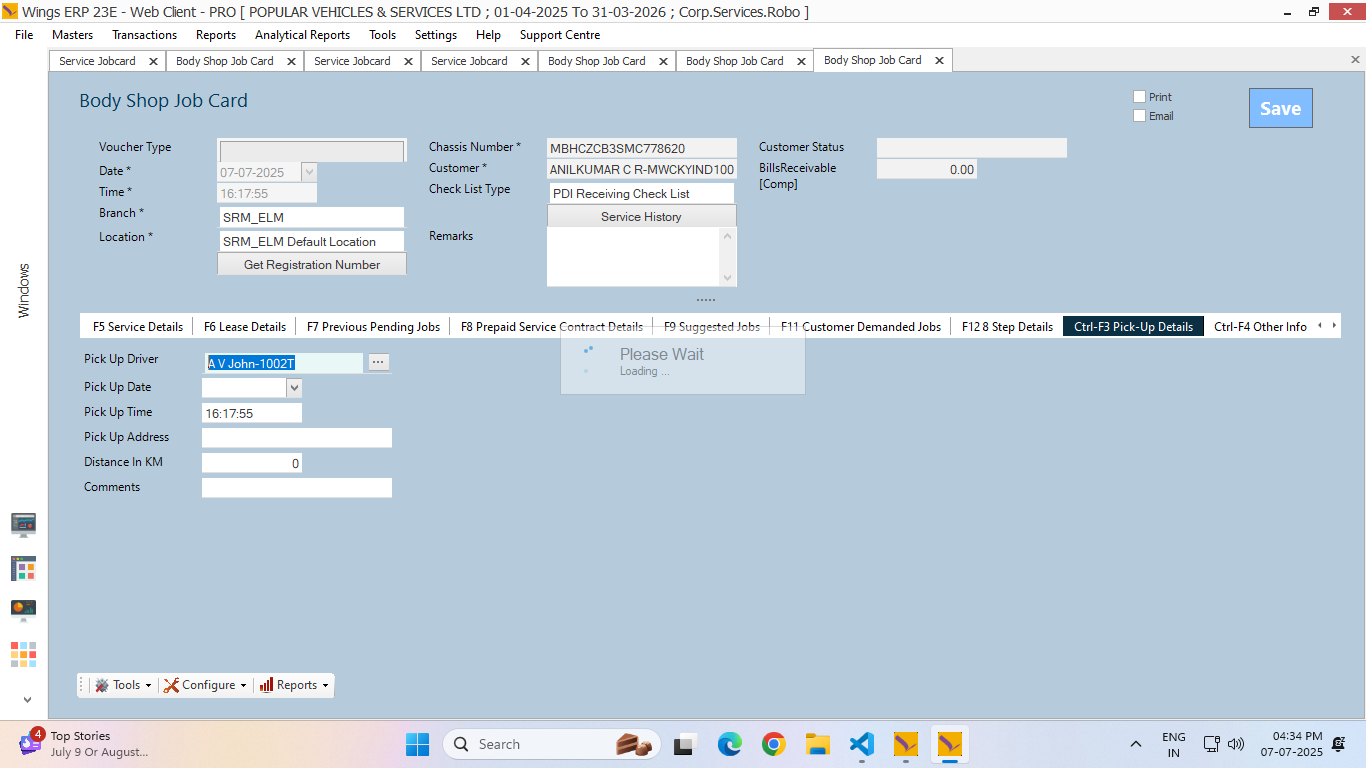 Wings ERP 23E - Web Client - PRO [ POPULAR VEHICLES & SERVICES LTD ; 01-04-2025 To 31-03-2026 ; Corp.Services.Robo ]
File Masters Transactions Reports Analytical Reports Tools Settings Help Support Centre
Service Jobcard Body Shop Job Card Service Jobcard Service Jobcard Body Shop Job Card Body Shop Job Card Body Shop Job Card
Body Shop Job Card
Print
Email
Save
Voucher Type
Date *
07-07-2025
Time *
16:17:55
Branch *
SRM_ELM
Location *
SRM_ELM Default Location
Get Registration Number
Chassis Number *
MBHCZCB3SMC778620
Customer *
ANILKUMAR C R-MWCKYIND100
Check List Type
PDI Receiving Check List
Service History
Remarks
Customer Status
BillsReceivable
[Comp]
0.00
Windows
F5 Service Details F6 Lease Details F7 Previous Pending Jobs F8 Prepaid Service Contract Details F9 Suggested Jobs F11 Customer Demanded Jobs F12 8 Step Details Ctrl-F3 Pick-Up Details Ctrl-F4 Other Info
Please Wait
Loading ...
Pick Up Driver
A V John-1002T
...
Pick Up Date
Pick Up Time
16:17:55
Pick Up Address
Distance In KM
0
Comments
Tools Configure Reports
4
Top Stories
July 9 Or August...
Search
ENG
IN
04:34 PM
07-07-2025